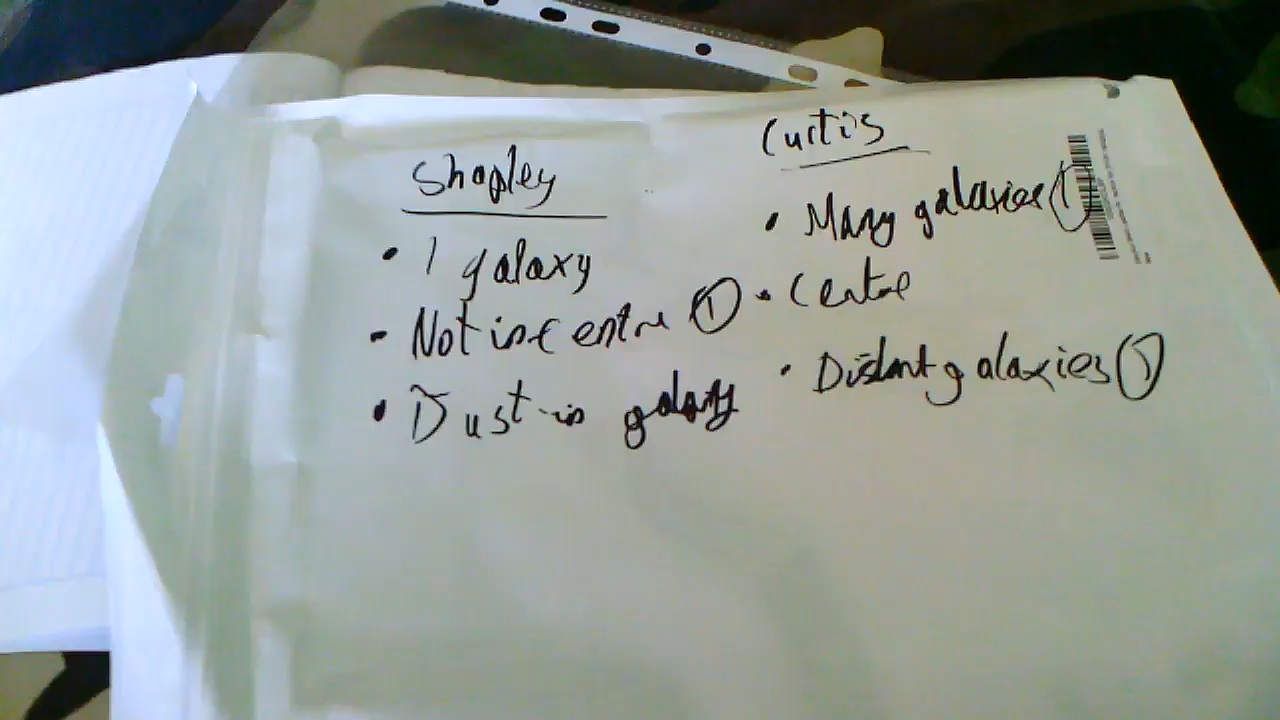 Shapley
• 1 galaxy
• Not in centre ①
• Dust in galaxy
Curtis
• Many galaxies ①
• Centre
• Distant galaxies ①